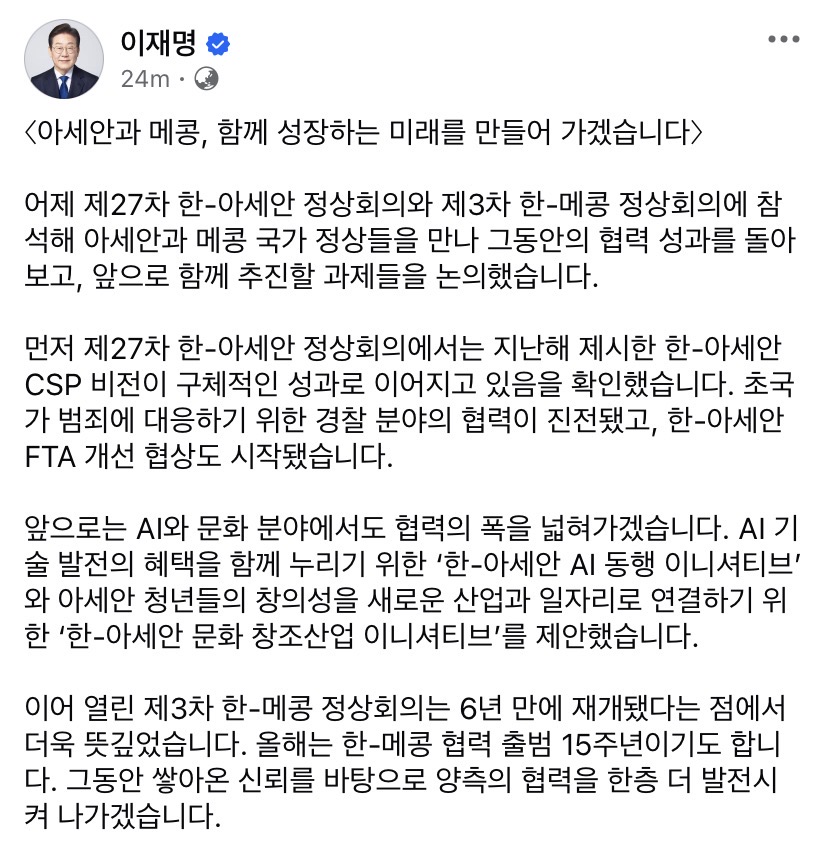 이재명
24m ·
〈아세안과 메콩, 함께 성장하는 미래를 만들어 가겠습니다〉
어제 제27차 한-아세안 정상회의와 제3차 한-메콩 정상회의에 참
석해 아세안과 메콩 국가 정상들을 만나 그동안의 협력 성과를 돌아
보고, 앞으로 함께 추진할 과제들을 논의했습니다.
먼저 제27차 한-아세안 정상회의에서는 지난해 제시한 한-아세안
CSP 비전이 구체적인 성과로 이어지고 있음을 확인했습니다. 초국
가 범죄에 대응하기 위한 경찰 분야의 협력이 진전됐고, 한-아세안
FTA 개선 협상도 시작됐습니다.
앞으로는 AI와 문화 분야에서도 협력의 폭을 넓혀가겠습니다. AI 기
술 발전의 혜택을 함께 누리기 위한 ‘한-아세안 AI 동행 이니셔티브’
와 아세안 청년들의 창의성을 새로운 산업과 일자리로 연결하기 위
한 ‘한-아세안 문화 창조산업 이니셔티브’를 제안했습니다.
이어 열린 제3차 한-메콩 정상회의는 6년 만에 재개됐다는 점에서
더욱 뜻깊었습니다. 올해는 한-메콩 협력 출범 15주년이기도 합니
다. 그동안 쌓아온 신뢰를 바탕으로 양측의 협력을 한층 더 발전시
켜 나가겠습니다.